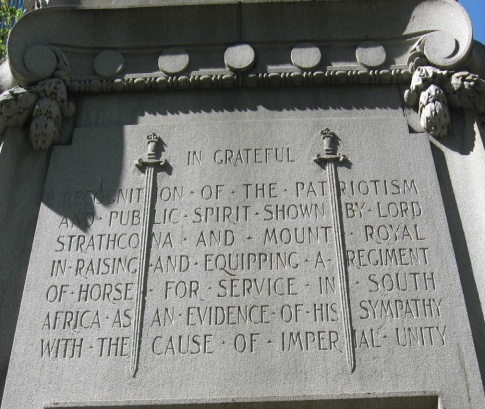 IN GRATEFUL
RECOGNITION · OF · THE · PATRIOTISM
AND · PUBLIC · SPIRIT · SHOWN BY · LORD
STRATHCONA · AND · MOUNT · ROYAL
IN · RAISING AND · EQUIPPING · A · REGIMENT
OF · HORSE · FOR · SERVICE · IN · SOUTH
AFRICA · AS AN · EVIDENCE · OF · HIS SYMPATHY
WITH · THE CAUSE · OF · IMPERIAL · UNITY